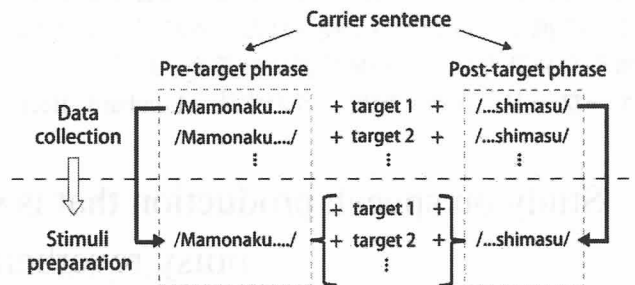 Carrier sentence
Pre-target phrase Post-target phrase
Data collection
/Mamonaku..../ + target 1 + /...shimasu/
/Mamonaku..../ + target 2 + /...shimasu/
⋮ ⋮ ⋮
+ target 1 +
Stimuli preparation
/Mamonaku..../ + target 2 + /...shimasu/
⋮